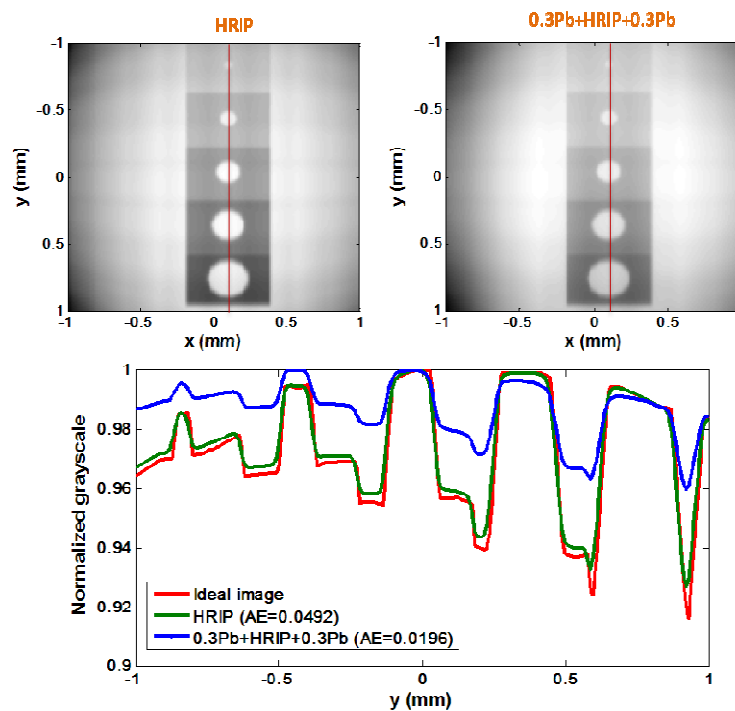 HRIP
0.3Pb+HRIP+0.3Pb
-1
-0.5
0
0.5
1
y (mm)
-1
-0.5
0
0.5
1
x (mm)
-1
-0.5
0
0.5
1
y (mm)
-1
-0.5
0
0.5
x (mm)
1
0.98
0.96
0.94
0.92
0.9
Normalized grayscale
Ideal image
HRIP (AE=0.0492)
0.3Pb+HRIP+0.3Pb (AE=0.0196)
-1
-0.5
0
0.5
1
y (mm)